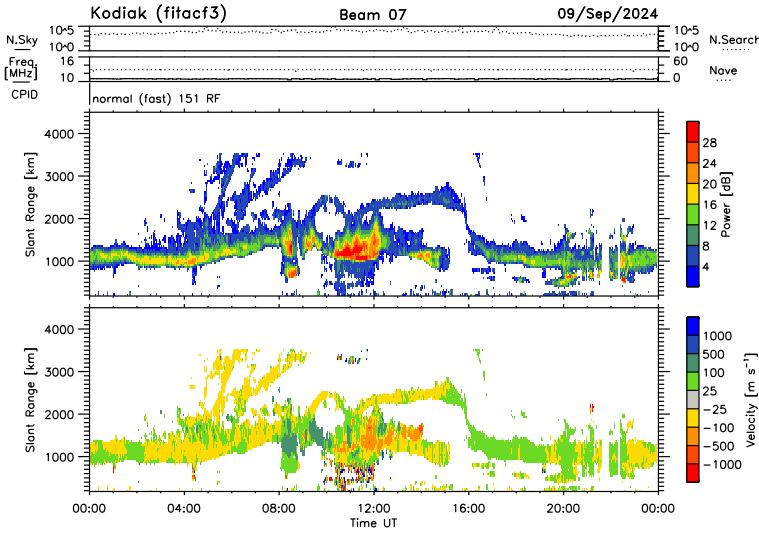 Kodiak (fitacf3) Beam 07 09/Sep/2024
N.Sky 10^5 10^0 10^5 10^0 N.Search
Freq. [MHz] 16 10 60 0 Nave
CPID normal (fast) 151 RF
Slant Range [km]
4000
3000
2000
1000
28
24
20
16
12
8
4
Power [dB]
Slant Range [km]
4000
3000
2000
1000
1000
500
100
25
-25
-100
-500
-1000
Velocity [m s⁻¹]
00:00 04:00 08:00 12:00 16:00 20:00 00:00
Time UT